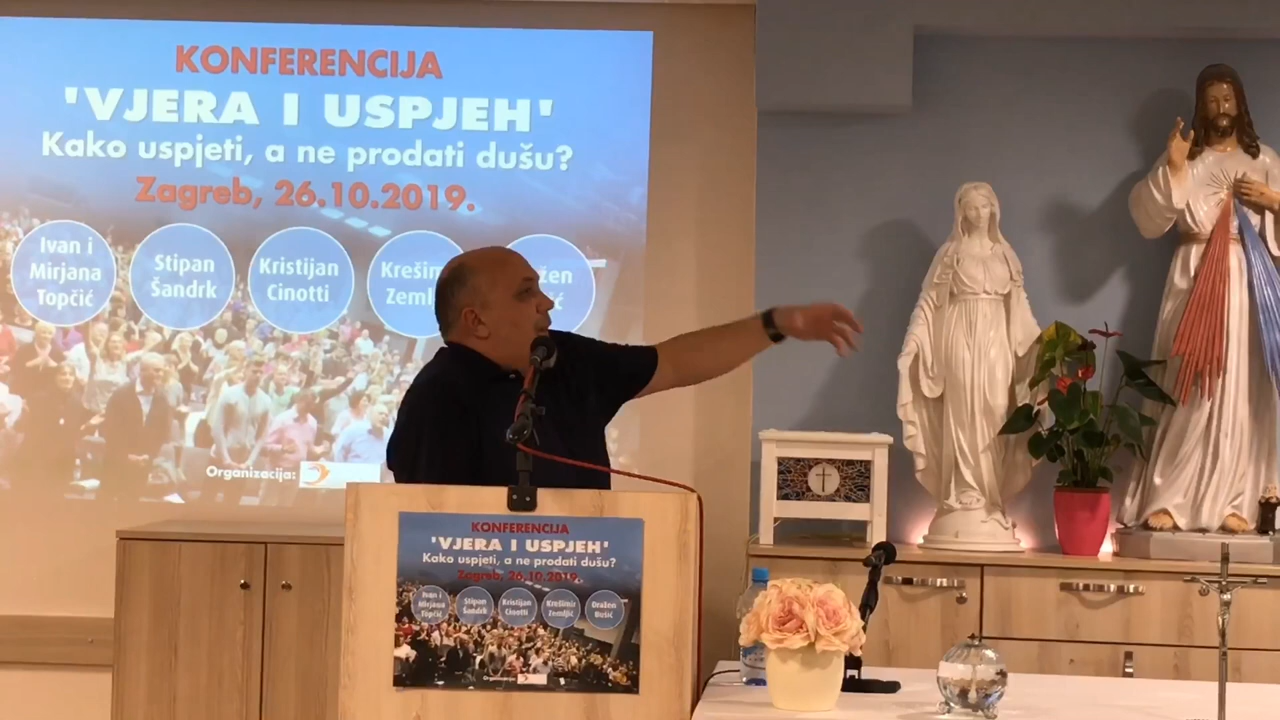 KONFERENCIJA
'VJERA I USPJEH'
Kako uspjeti, a ne prodati dušu?
Zagreb, 26.10.2019.
Ivan i
Mirjana
Topčić
Stipan
Šandrk
Kristijan
Cinotti
Organizacija:
KONFERENCIJA
'VJERA I USPJEH'
Kako uspjeti, a ne prodati dušu?
Zagreb, 26.10.2019.
Ivan i
Mirjana
Topčić
Stipan
Šandrk
Kristijan
Cinotti
Krešimir
Zemljić
Dražen
Bušić
Organizacija: